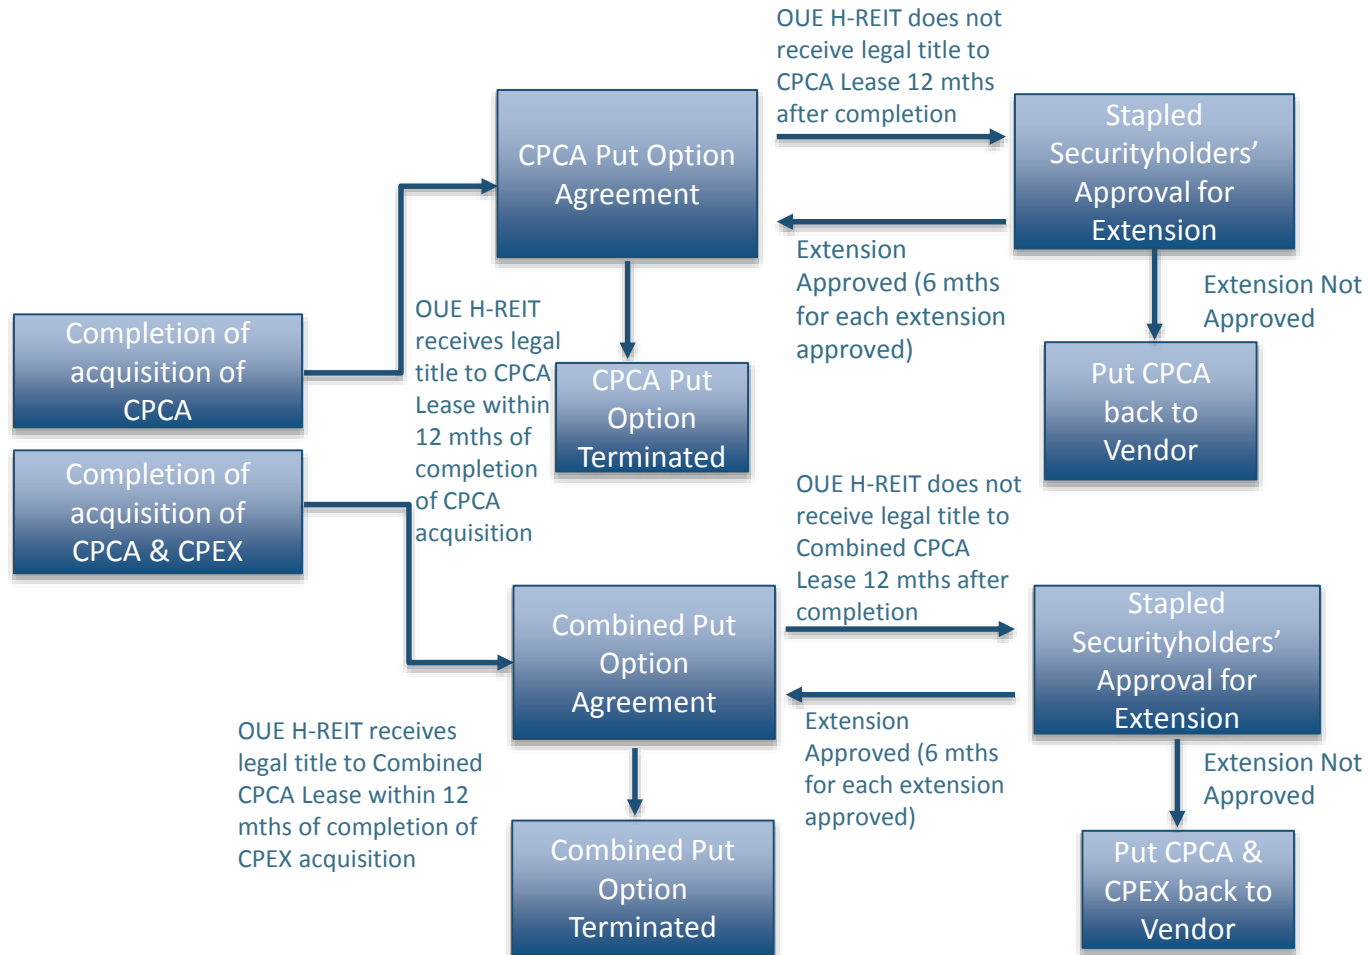 OUE H-REIT does not
receive legal title to
CPCA Lease 12 mths
after completion
CPCA Put Option
Agreement
Stapled
Securityholders’
Approval for
Extension
Extension
Approved (6 mths
for each extension
approved)
Extension Not
Approved
Completion of
acquisition of
CPCA
OUE H-REIT
receives legal
title to CPCA
Lease within
12 mths of
completion
of CPCA
acquisition
CPCA Put
Option
Terminated
Put CPCA
back to
Vendor
Completion of
acquisition of
CPCA & CPEX
OUE H-REIT does not
receive legal title to
Combined CPCA
Lease 12 mths after
completion
Combined Put
Option
Agreement
Stapled
Securityholders’
Approval for
Extension
OUE H-REIT receives
legal title to Combined
CPCA Lease within 12
mths of completion of
CPEX acquisition
Extension
Approved (6 mths
for each extension
approved)
Extension Not
Approved
Combined Put
Option
Terminated
Put CPCA &
CPEX back to
Vendor